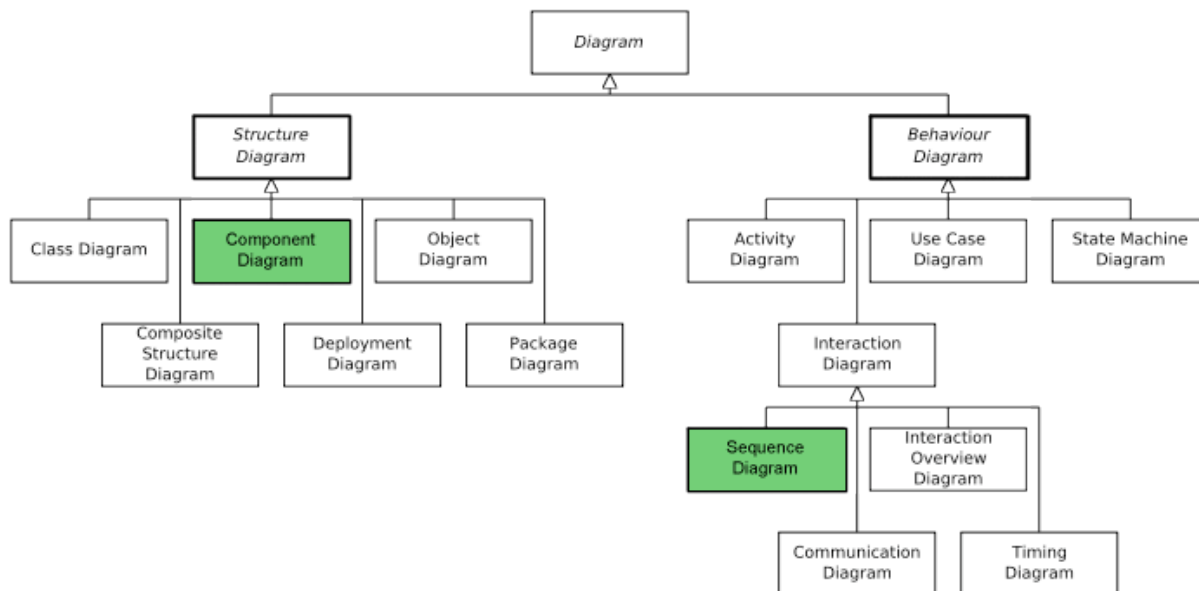 Diagram
Structure
Diagram
Behaviour
Diagram
Class Diagram
Component
Diagram
Object
Diagram
Activity
Diagram
Use Case
Diagram
State Machine
Diagram
Composite
Structure
Diagram
Deployment
Diagram
Package
Diagram
Interaction
Diagram
Sequence
Diagram
Interaction
Overview
Diagram
Communication
Diagram
Timing
Diagram